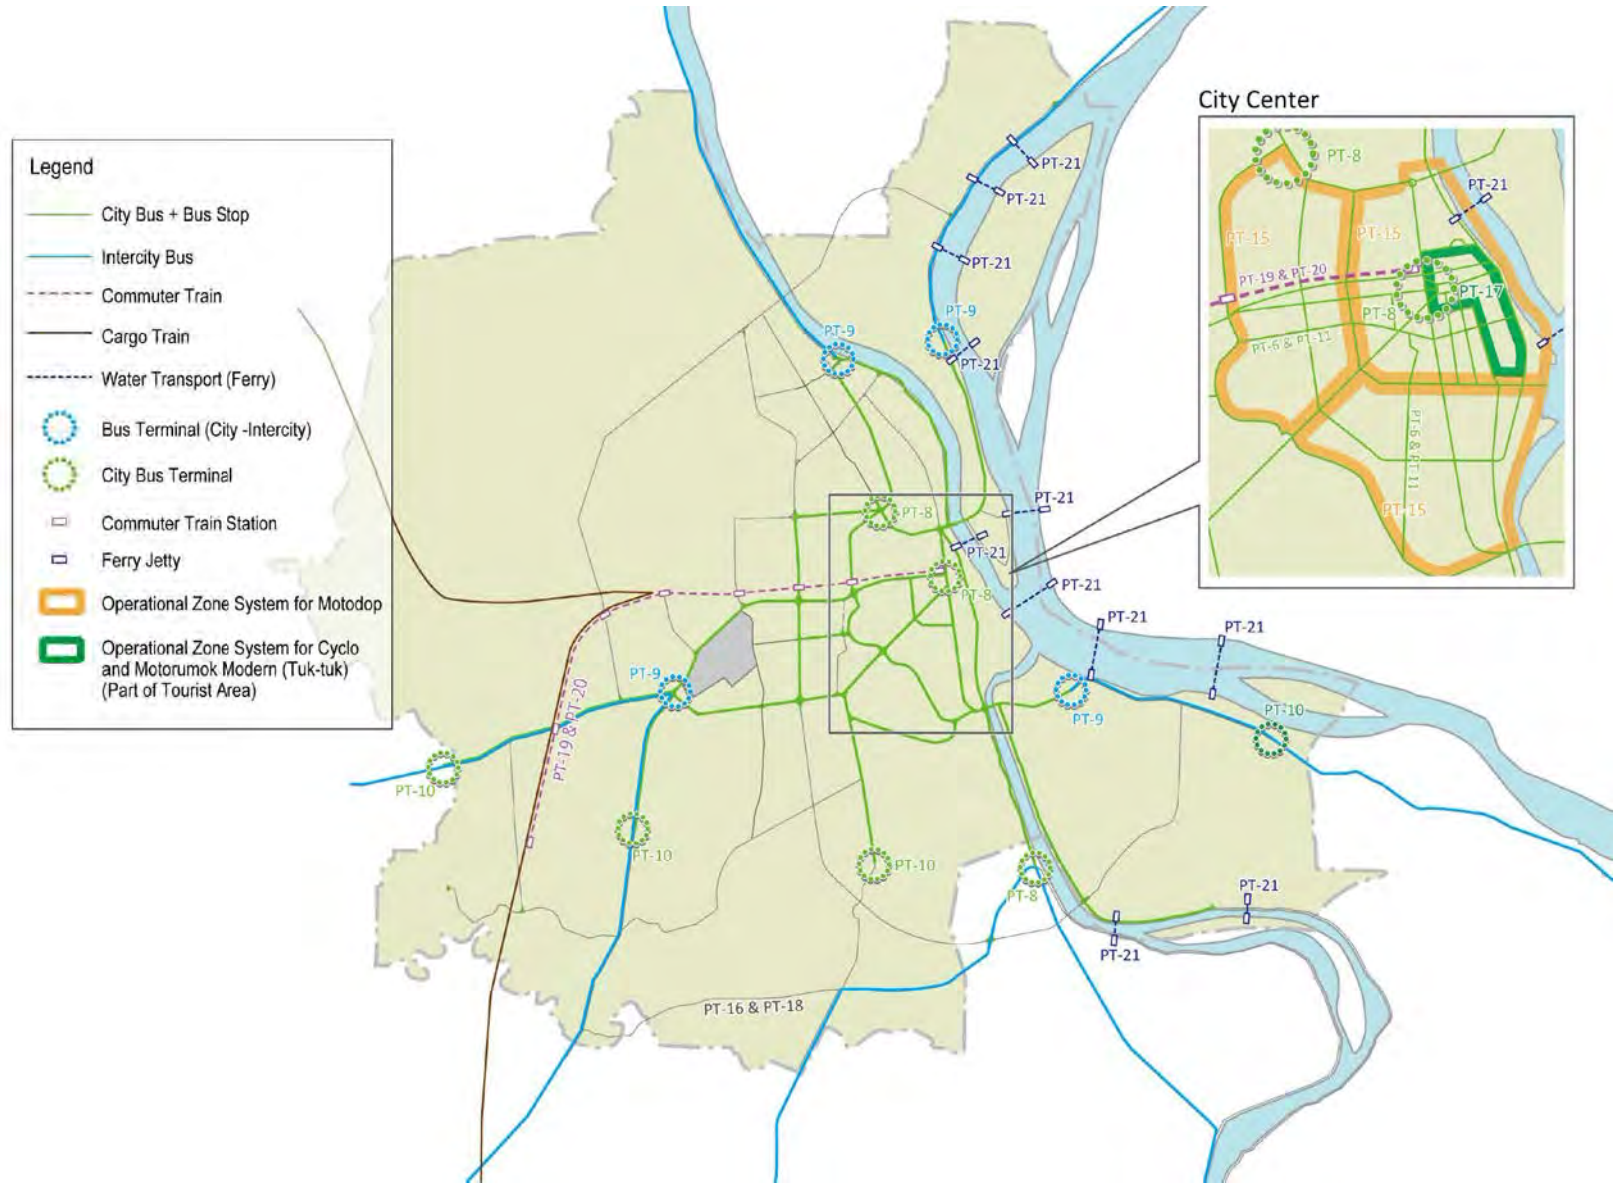 City Center
Legend
City Bus + Bus Stop
Intercity Bus
Commuter Train
Cargo Train
Water Transport (Ferry)
Bus Terminal (City -Intercity)
City Bus Terminal
Commuter Train Station
Ferry Jetty
Operational Zone System for Motodop
Operational Zone System for Cyclo
and Motorumok Modern (Tuk-tuk)
(Part of Tourist Area)
PT-21
PT-21
PT-21
PT-9
PT-9
PT-21
PT-8
PT-21
PT-21
PT-8
PT-21
PT-21
PT-21
PT-9
PT-9
PT-10
PT-19 & PT-20
PT-10
PT-10
PT-10
PT-8
PT-21
PT-21
PT-16 & PT-18
PT-8
PT-21
PT-15
PT-15
PT-19 & PT-20
PT-17
PT-8
PT-6 & PT-11
PT-6 & PT-11
PT-15